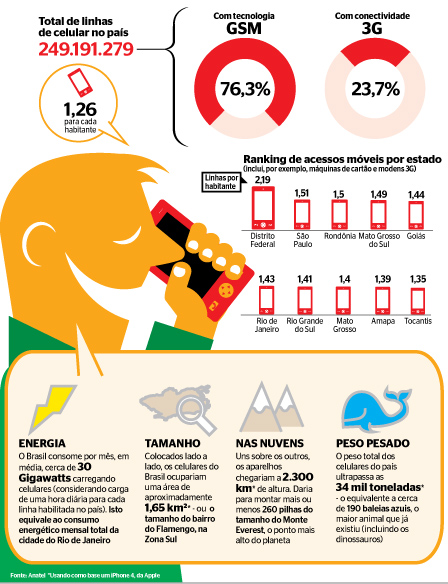 Total de linhas
de celular no país
249.191.279
1,26
para cada
habitante
Com tecnologia
GSM
76,3%
Com conectividade
3G
23,7%
Ranking de acessos móveis por estado
(inclui, por exemplo, máquinas de cartão e modens 3G)
Linhas por
habitante
2,19
1,51
1,5
1,49
1,44
Distrito
Federal
São
Paulo
Rondônia
Mato Grosso
do Sul
Goiás
1,43
1,41
1,4
1,39
1,35
Rio de
Janeiro
Rio Grande
do Sul
Mato
Grosso
Amapa
Tocantis
ENERGIA
O Brasil consome por mês, em
média, cerca de 30
Gigawatts carregando
celulares (considerando carga
de uma hora diária para cada
linha habilitada no país). Isto
equivale ao consumo
energético mensal total da
cidade do Rio de Janeiro
TAMANHO
Colocados lado a
lado, os celulares do
Brasil ocupariam
uma área de
aproximadamente
1,65 km²* - ou o
tamanho do bairro
do Flamengo, na
Zona Sul
NAS NUVENS
Uns sobre os outros,
os aparelhos
chegariam a 2.300
km* de altura. Daria
para montar mais ou
menos 260 pilhas do
tamanho do Monte
Everest, o ponto mais
alto do planeta
PESO PESADO
O peso total dos
celulares do país
ultrapassa as
34 mil toneladas*
- o equivalente a cerca
de 190 baleias azuis, o
maior animal que já
existiu (incluindo os
dinossauros)
Fonte: Anatel *Usando como base um iPhone 4, da Apple